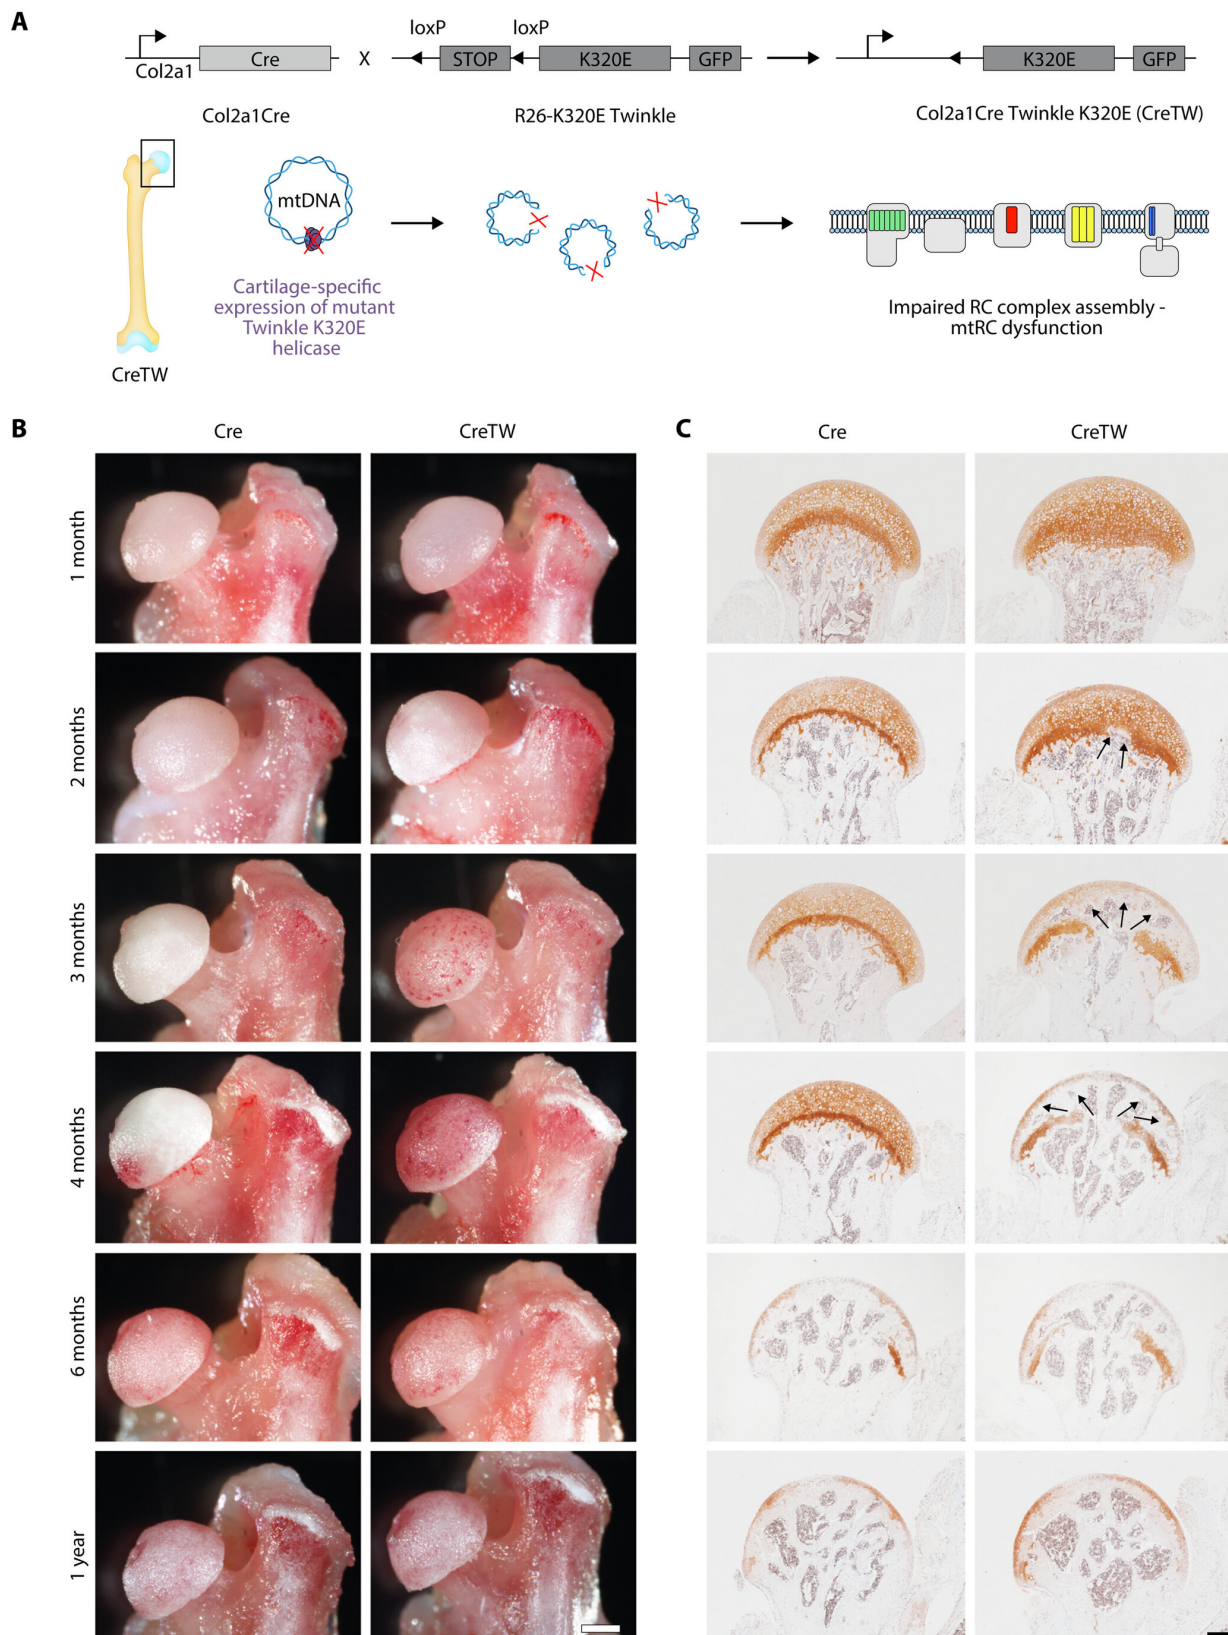 A
loxP loxP
Col2a1 Cre X STOP K320E GFP K320E GFP
Col2a1Cre R26-K320E Twinkle Col2a1Cre Twinkle K320E (CreTW)
mtDNA
Cartilage-specific
expression of mutant
Twinkle K320E
helicase
Impaired RC complex assembly -
mtRC dysfunction
CreTW
B Cre CreTW
C Cre CreTW
1 month
2 months
3 months
4 months
6 months
1 year